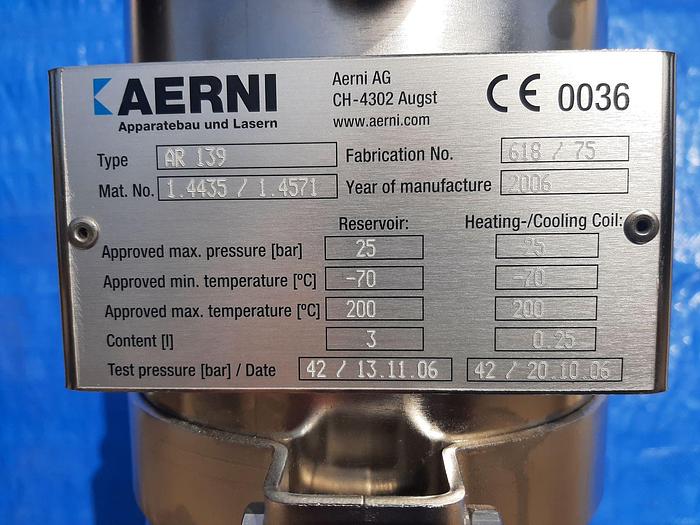 AERNI
Apparatebau und Lasern
Aerni AG
CH-4302 Augst
www.aerni.com
CE 0036
Type AR 139 Fabrication No. 618 / 75
Mat. No. 1.4435 / 1.4571 Year of manufacture 2006
Reservoir: Heating-/Cooling Coil:
Approved max. pressure [bar] 25 25
Approved min. temperature [ºC] -70 -70
Approved max. temperature [ºC] 200 200
Content [l] 3 0.25
Test pressure [bar] / Date 42 / 13.11.06 42 / 20.10.06